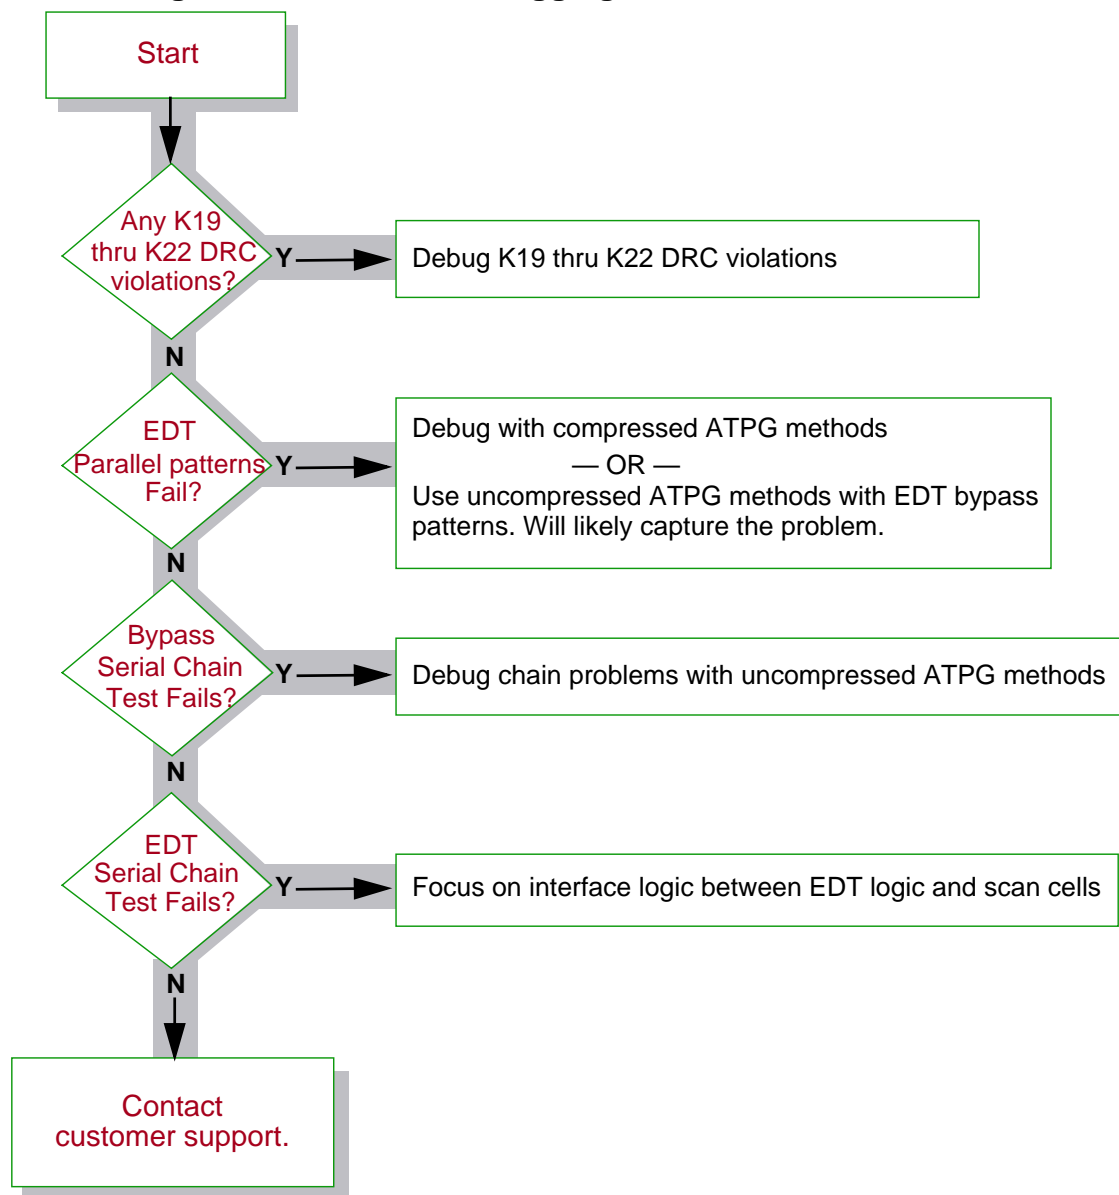 Start
Any K19
thru K22 DRC
violations?
Y
Debug K19 thru K22 DRC violations
N
EDT
Parallel patterns
Fail?
Y
Debug with compressed ATPG methods
— OR —
Use uncompressed ATPG methods with EDT bypass
patterns. Will likely capture the problem.
N
Bypass
Serial Chain
Test Fails?
Y
Debug chain problems with uncompressed ATPG methods
N
EDT
Serial Chain
Test Fails?
Y
Focus on interface logic between EDT logic and scan cells
N
Contact
customer support.